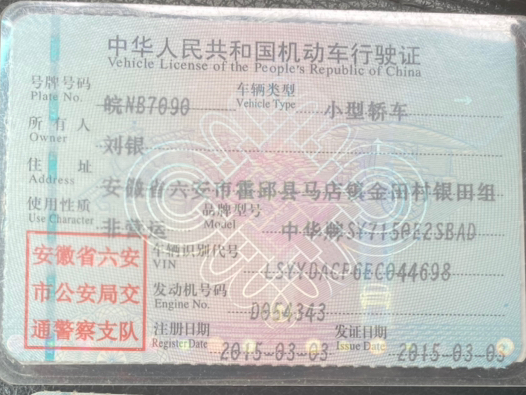 中华人民共和国机动车行驶证
Vehicle License of the People's Republic of China
号牌号码 皖NB7090 车辆类型 小型轿车
Plate No. Vehicle Type
所有人 刘银
Owner
住址 安徽省六安市霍邱县马店镇金田村银田组
Address
使用性质 非营运 品牌型号 中华牌SY7150E2SBAD
Use Character Model
车辆识别代号 LSYYDACF6EC044698
VIN
发动机号码 D054343
Engine No.
注册日期 2015-03-03 发证日期 2015-03-03
Register Date Issue Date
安徽省六安
市公安局交
通警察支队